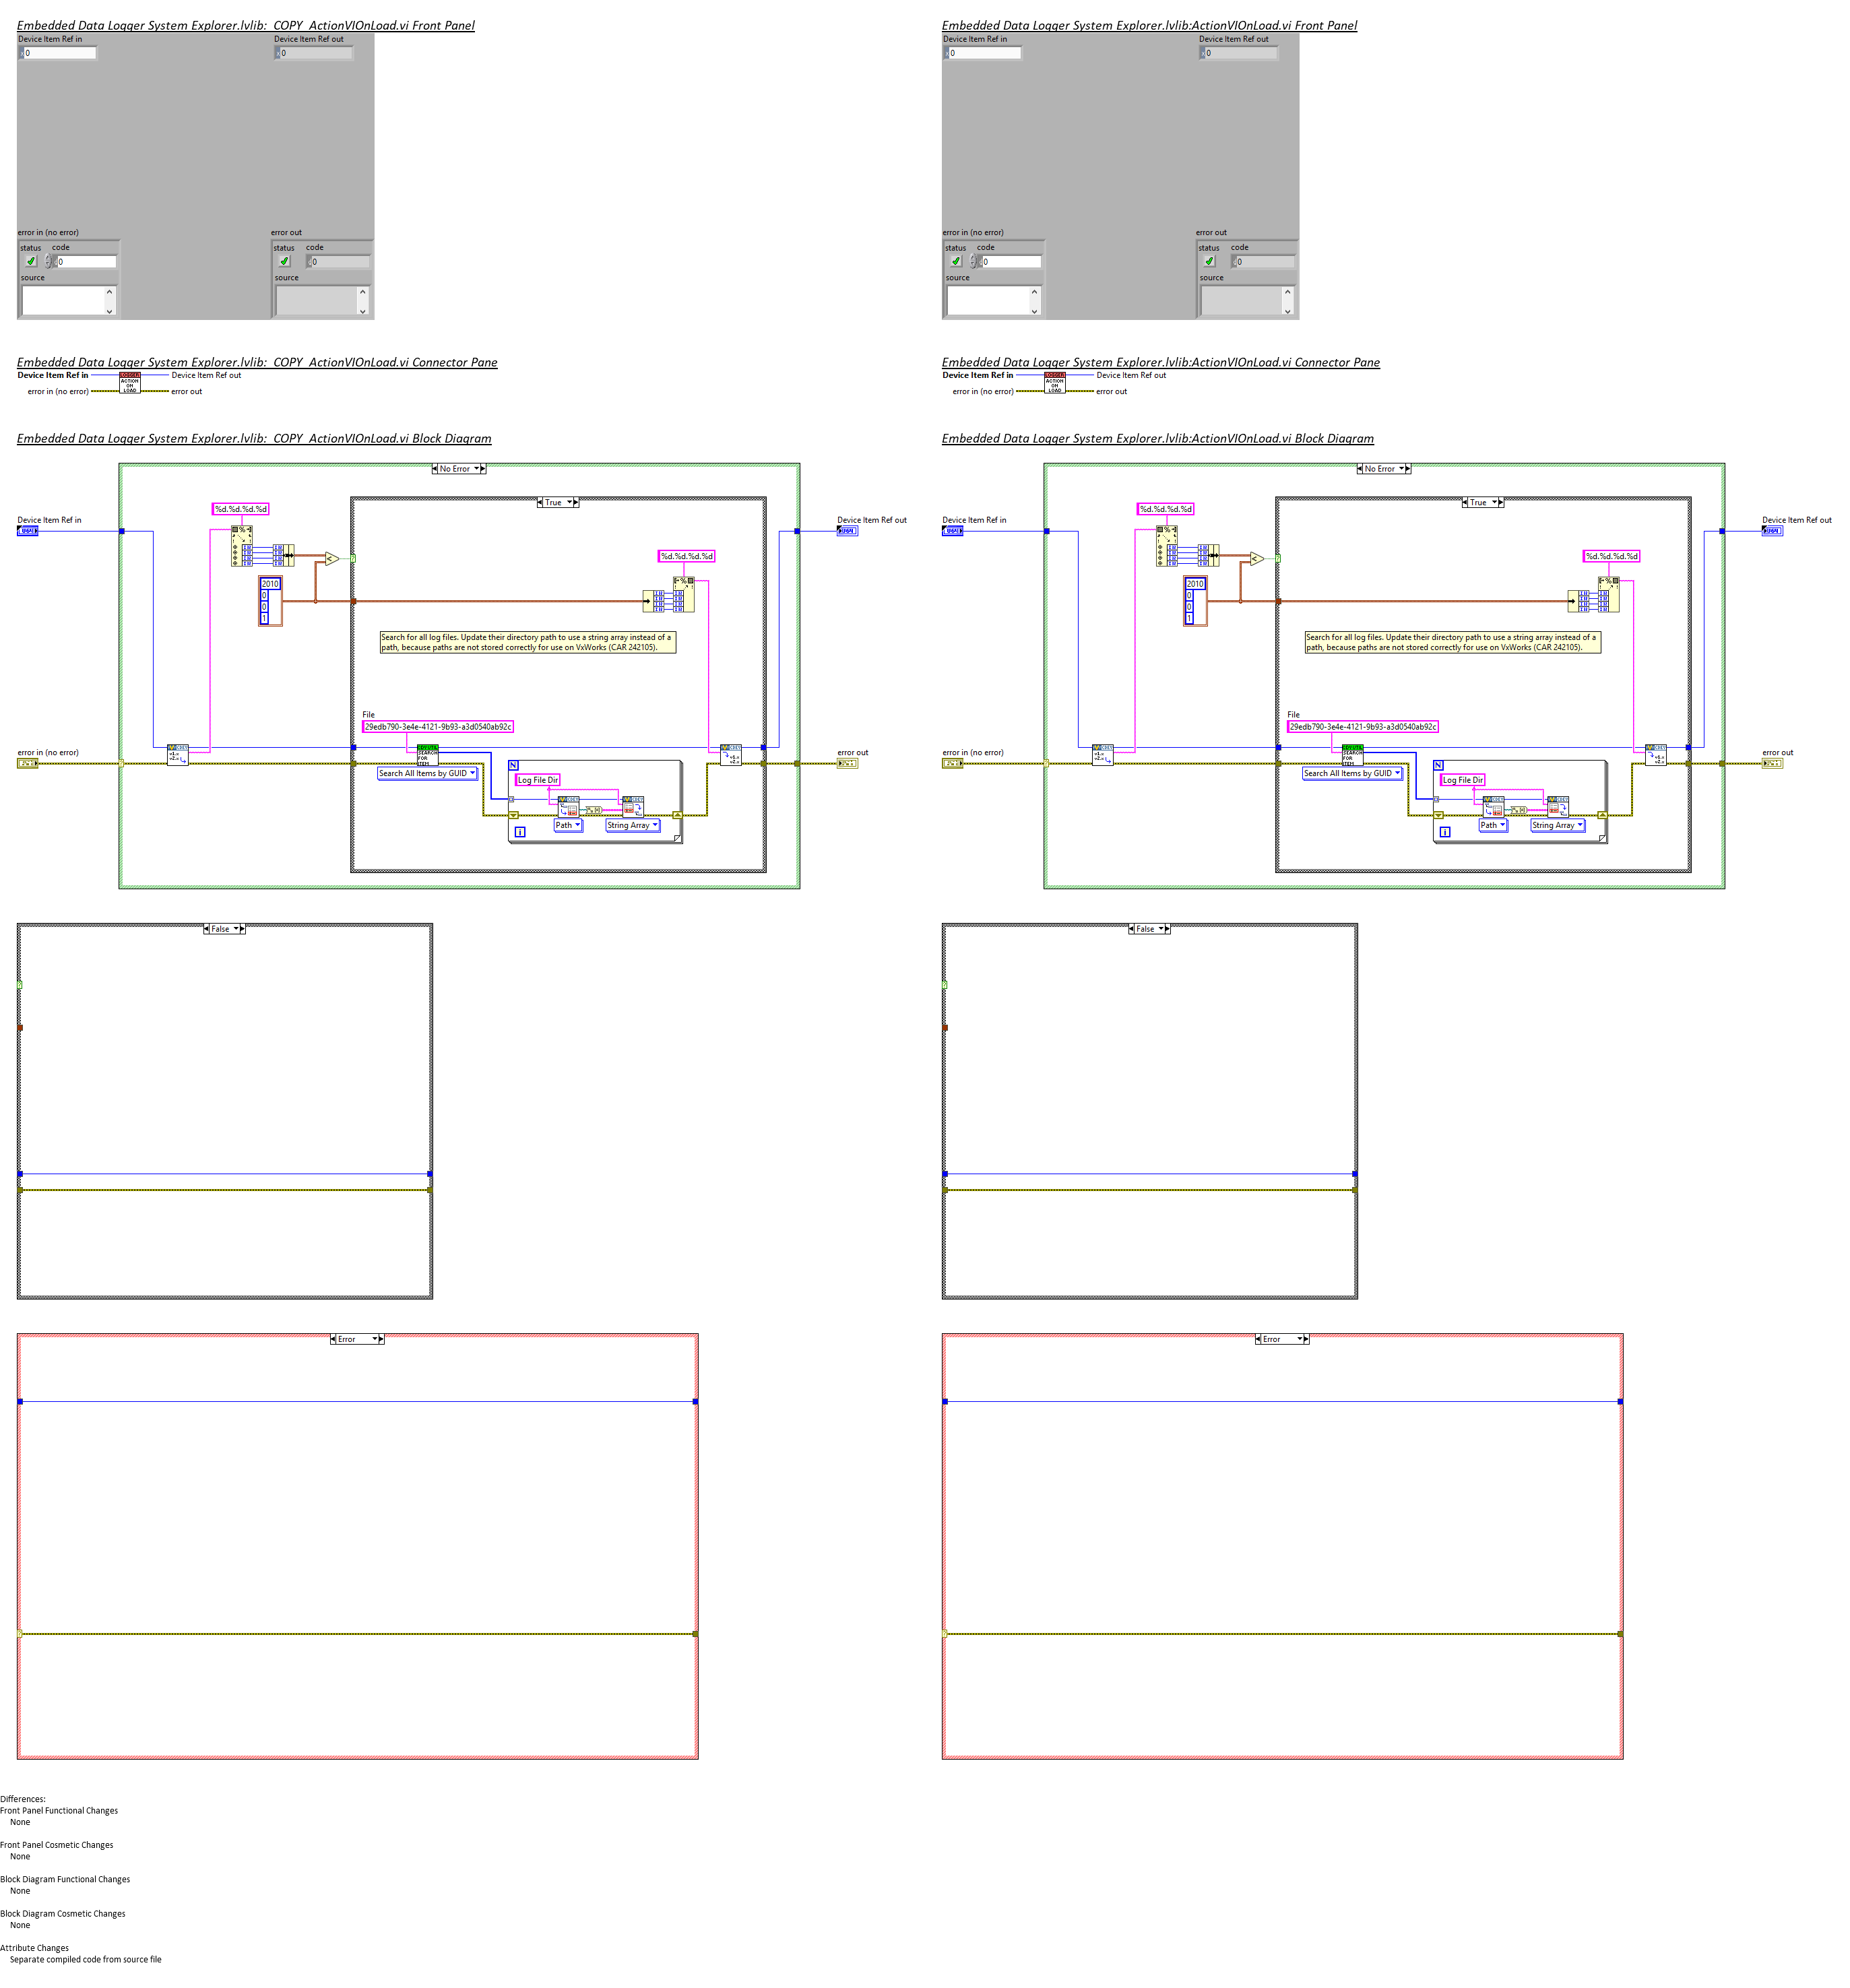 Embedded Data Logger System Explorer.lvlib:_COPY_ActionVIOnLoad.vi Front Panel
Device Item Ref in
Device Item Ref out
0
0
error in (no error)
error out
status
code
status
code
0
0
source
source
Embedded Data Logger System Explorer.lvlib:_COPY_ActionVIOnLoad.vi Connector Pane
Device Item Ref in
Device Item Ref out
ACTION
ON
LOAD
error in (no error)
error out
Embedded Data Logger System Explorer.lvlib:_COPY_ActionVIOnLoad.vi Block Diagram
No Error
True
%d.%d.%d.%d
Device Item Ref in
Device Item Ref out
%d.%d.%d.%d
2010
0
0
1
Search for all log files. Update their directory path to use a string array instead of a
path, because paths are not stored correctly for use on VxWorks (CAR 242105).
File
29edb790-3e4e-4121-9b93-a3d0540ab92c
error in (no error)
error out
SEARCH
FOR
ITEM
Search All Items by GUID
N
Log File Dir
Path
String Array
i
False
Error
Embedded Data Logger System Explorer.lvlib:ActionVIOnLoad.vi Front Panel
Device Item Ref in
Device Item Ref out
0
0
error in (no error)
error out
status
code
status
code
0
0
source
source
Embedded Data Logger System Explorer.lvlib:ActionVIOnLoad.vi Connector Pane
Device Item Ref in
Device Item Ref out
ACTION
ON
LOAD
error in (no error)
error out
Embedded Data Logger System Explorer.lvlib:ActionVIOnLoad.vi Block Diagram
No Error
True
%d.%d.%d.%d
Device Item Ref in
Device Item Ref out
%d.%d.%d.%d
2010
0
0
1
Search for all log files. Update their directory path to use a string array instead of a
path, because paths are not stored correctly for use on VxWorks (CAR 242105).
File
29edb790-3e4e-4121-9b93-a3d0540ab92c
error in (no error)
error out
SEARCH
FOR
ITEM
Search All Items by GUID
N
Log File Dir
Path
String Array
i
False
Error
Differences:
Front Panel Functional Changes
None
Front Panel Cosmetic Changes
None
Block Diagram Functional Changes
None
Block Diagram Cosmetic Changes
None
Attribute Changes
Separate compiled code from source file